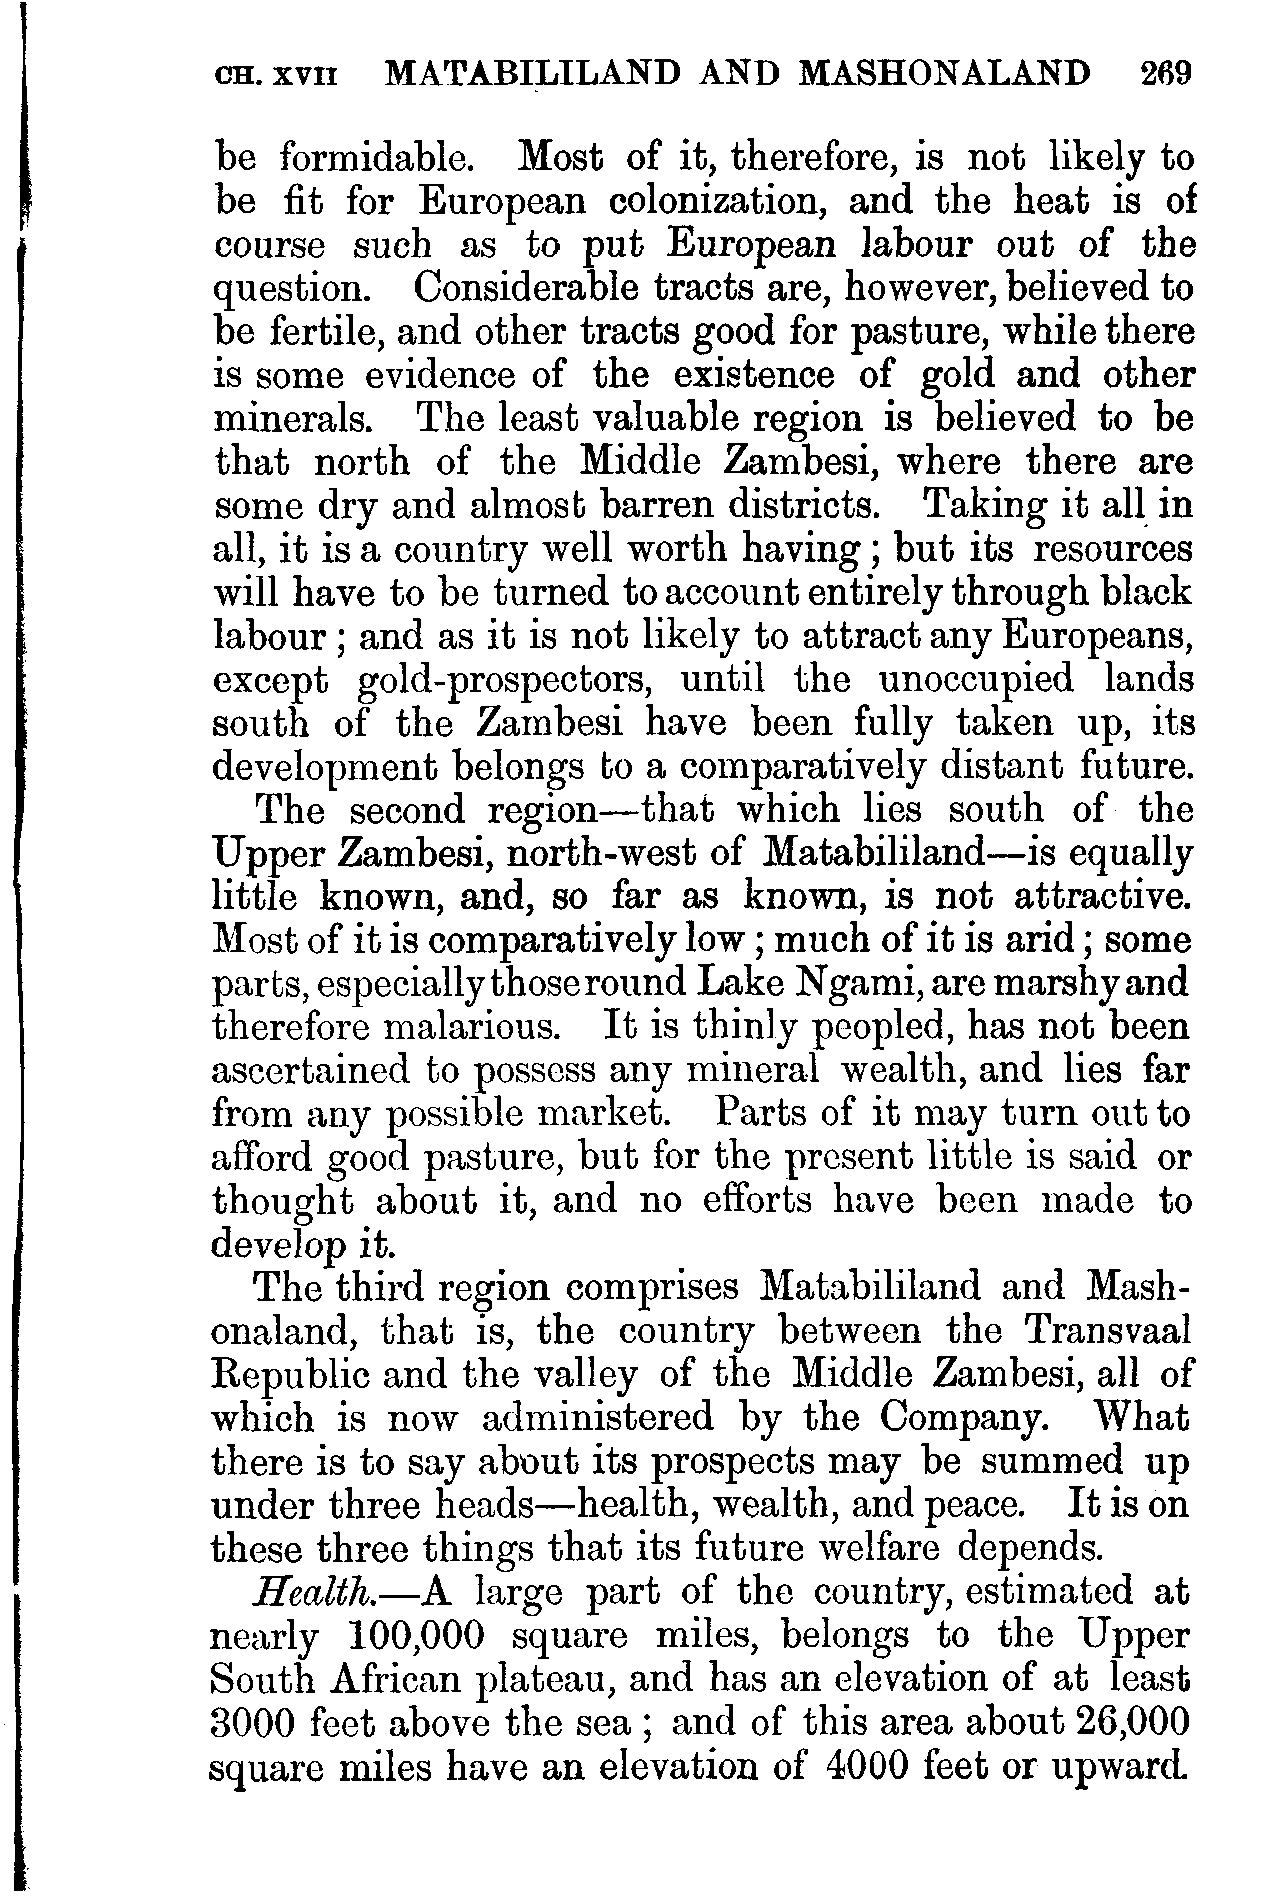 CH. XVII MATABILILAND AND MASHONALAND 269
be formidable. Most of it, therefore, is not likely to
be fit for European colonization, and the heat is of
course such as to put European labour out of the
question. Considerable tracts are, however, believed to
be fertile, and other tracts good for pasture, while there
is some evidence of the existence of gold and other
minerals. The least valuable region is believed to be
that north of the Middle Zambesi, where there are
some dry and almost barren districts. Taking it all in
all, it is a country well worth having; but its resources
will have to be turned to account entirely through black
labour; and as it is not likely to attract any Europeans,
except gold-prospectors, until the unoccupied lands
south of the Zambesi have been fully taken up, its
development belongs to a comparatively distant future.
The second region—that which lies south of the
Upper Zambesi, north-west of Matabililand—is equally
little known, and, so far as known, is not attractive.
Most of it is comparatively low; much of it is arid; some
parts, especially those round Lake Ngami, are marshy and
therefore malarious. It is thinly peopled, has not been
ascertained to possess any mineral wealth, and lies far
from any possible market. Parts of it may turn out to
afford good pasture, but for the present little is said or
thought about it, and no efforts have been made to
develop it.
The third region comprises Matabililand and Mash-
onaland, that is, the country between the Transvaal
Republic and the valley of the Middle Zambesi, all of
which is now administered by the Company. What
there is to say about its prospects may be summed up
under three heads—health, wealth, and peace. It is on
these three things that its future welfare depends.
Health.—A large part of the country, estimated at
nearly 100,000 square miles, belongs to the Upper
South African plateau, and has an elevation of at least
3000 feet above the sea; and of this area about 26,000
square miles have an elevation of 4000 feet or upward.